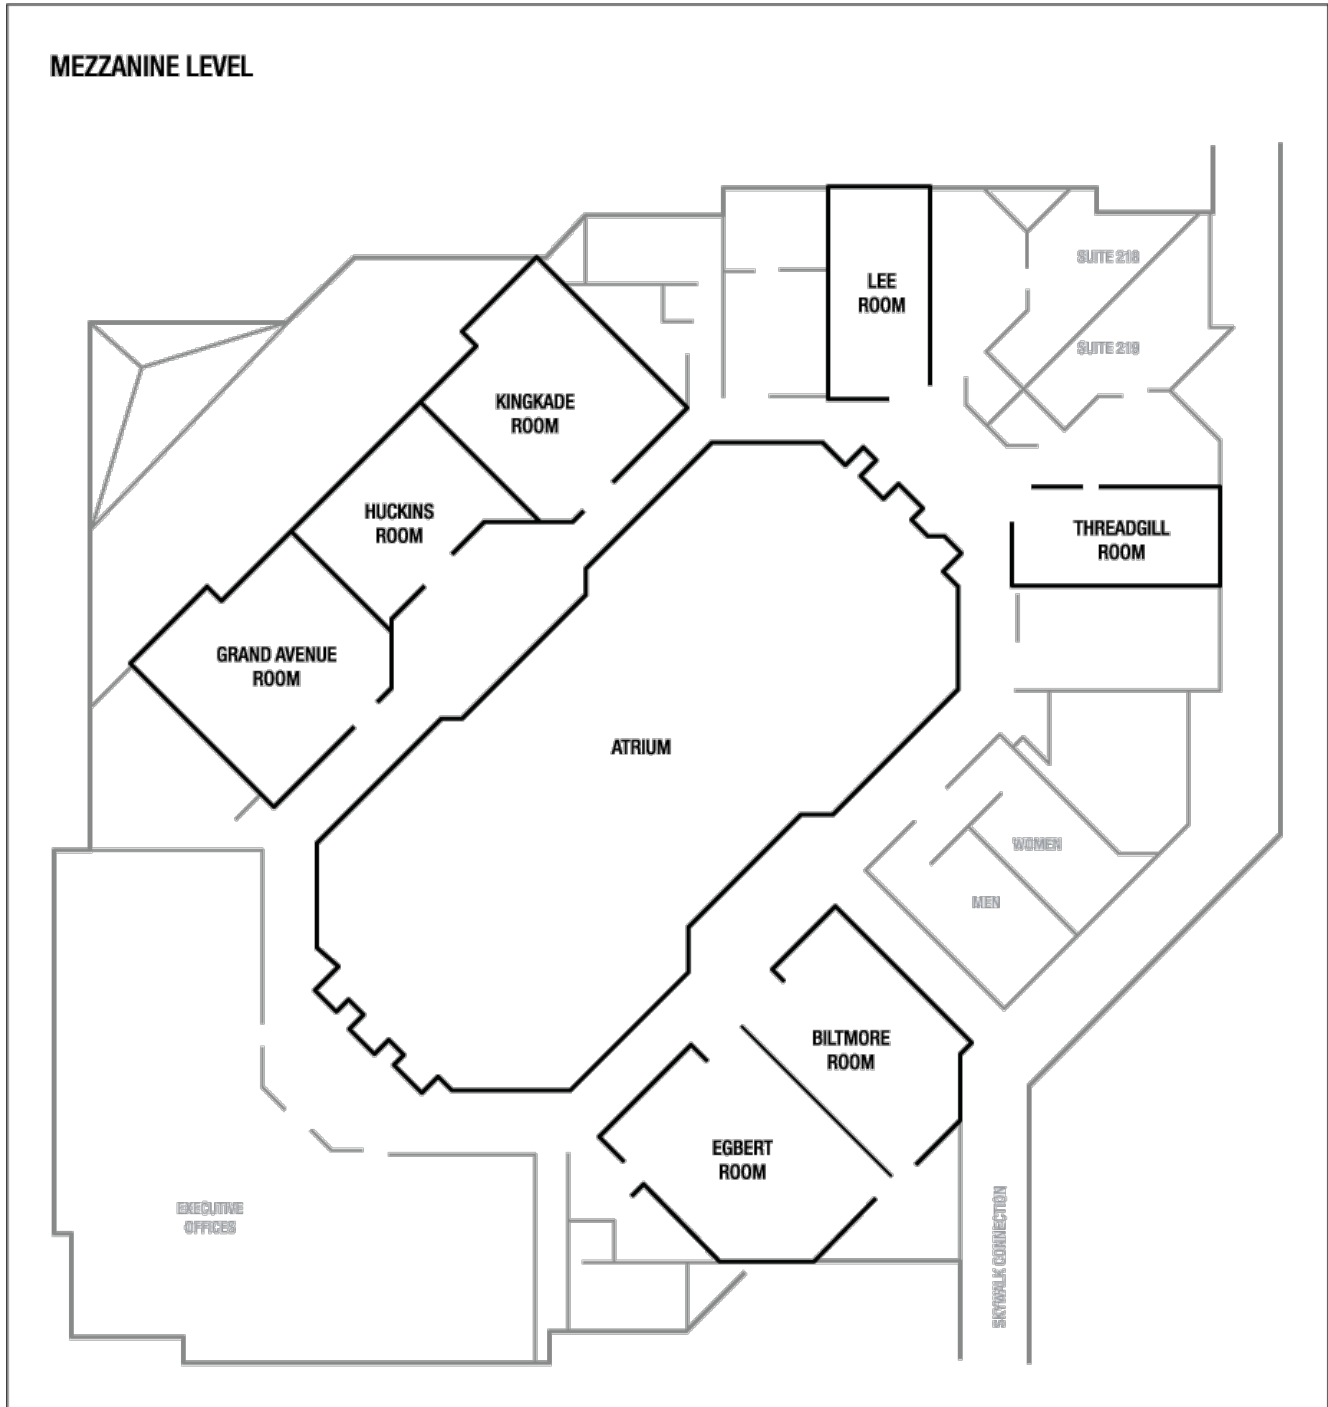 MEZZANINE LEVEL
SUITE 218
LEE
ROOM
SUITE 219
KINGKADE
ROOM
HUCKINS
ROOM
THREADGILL
ROOM
GRAND AVENUE
ROOM
ATRIUM
WOMEN
MEN
BILTMORE
ROOM
EGBERT
ROOM
EXECUTIVE
OFFICES
SKYWALK CONNECTION